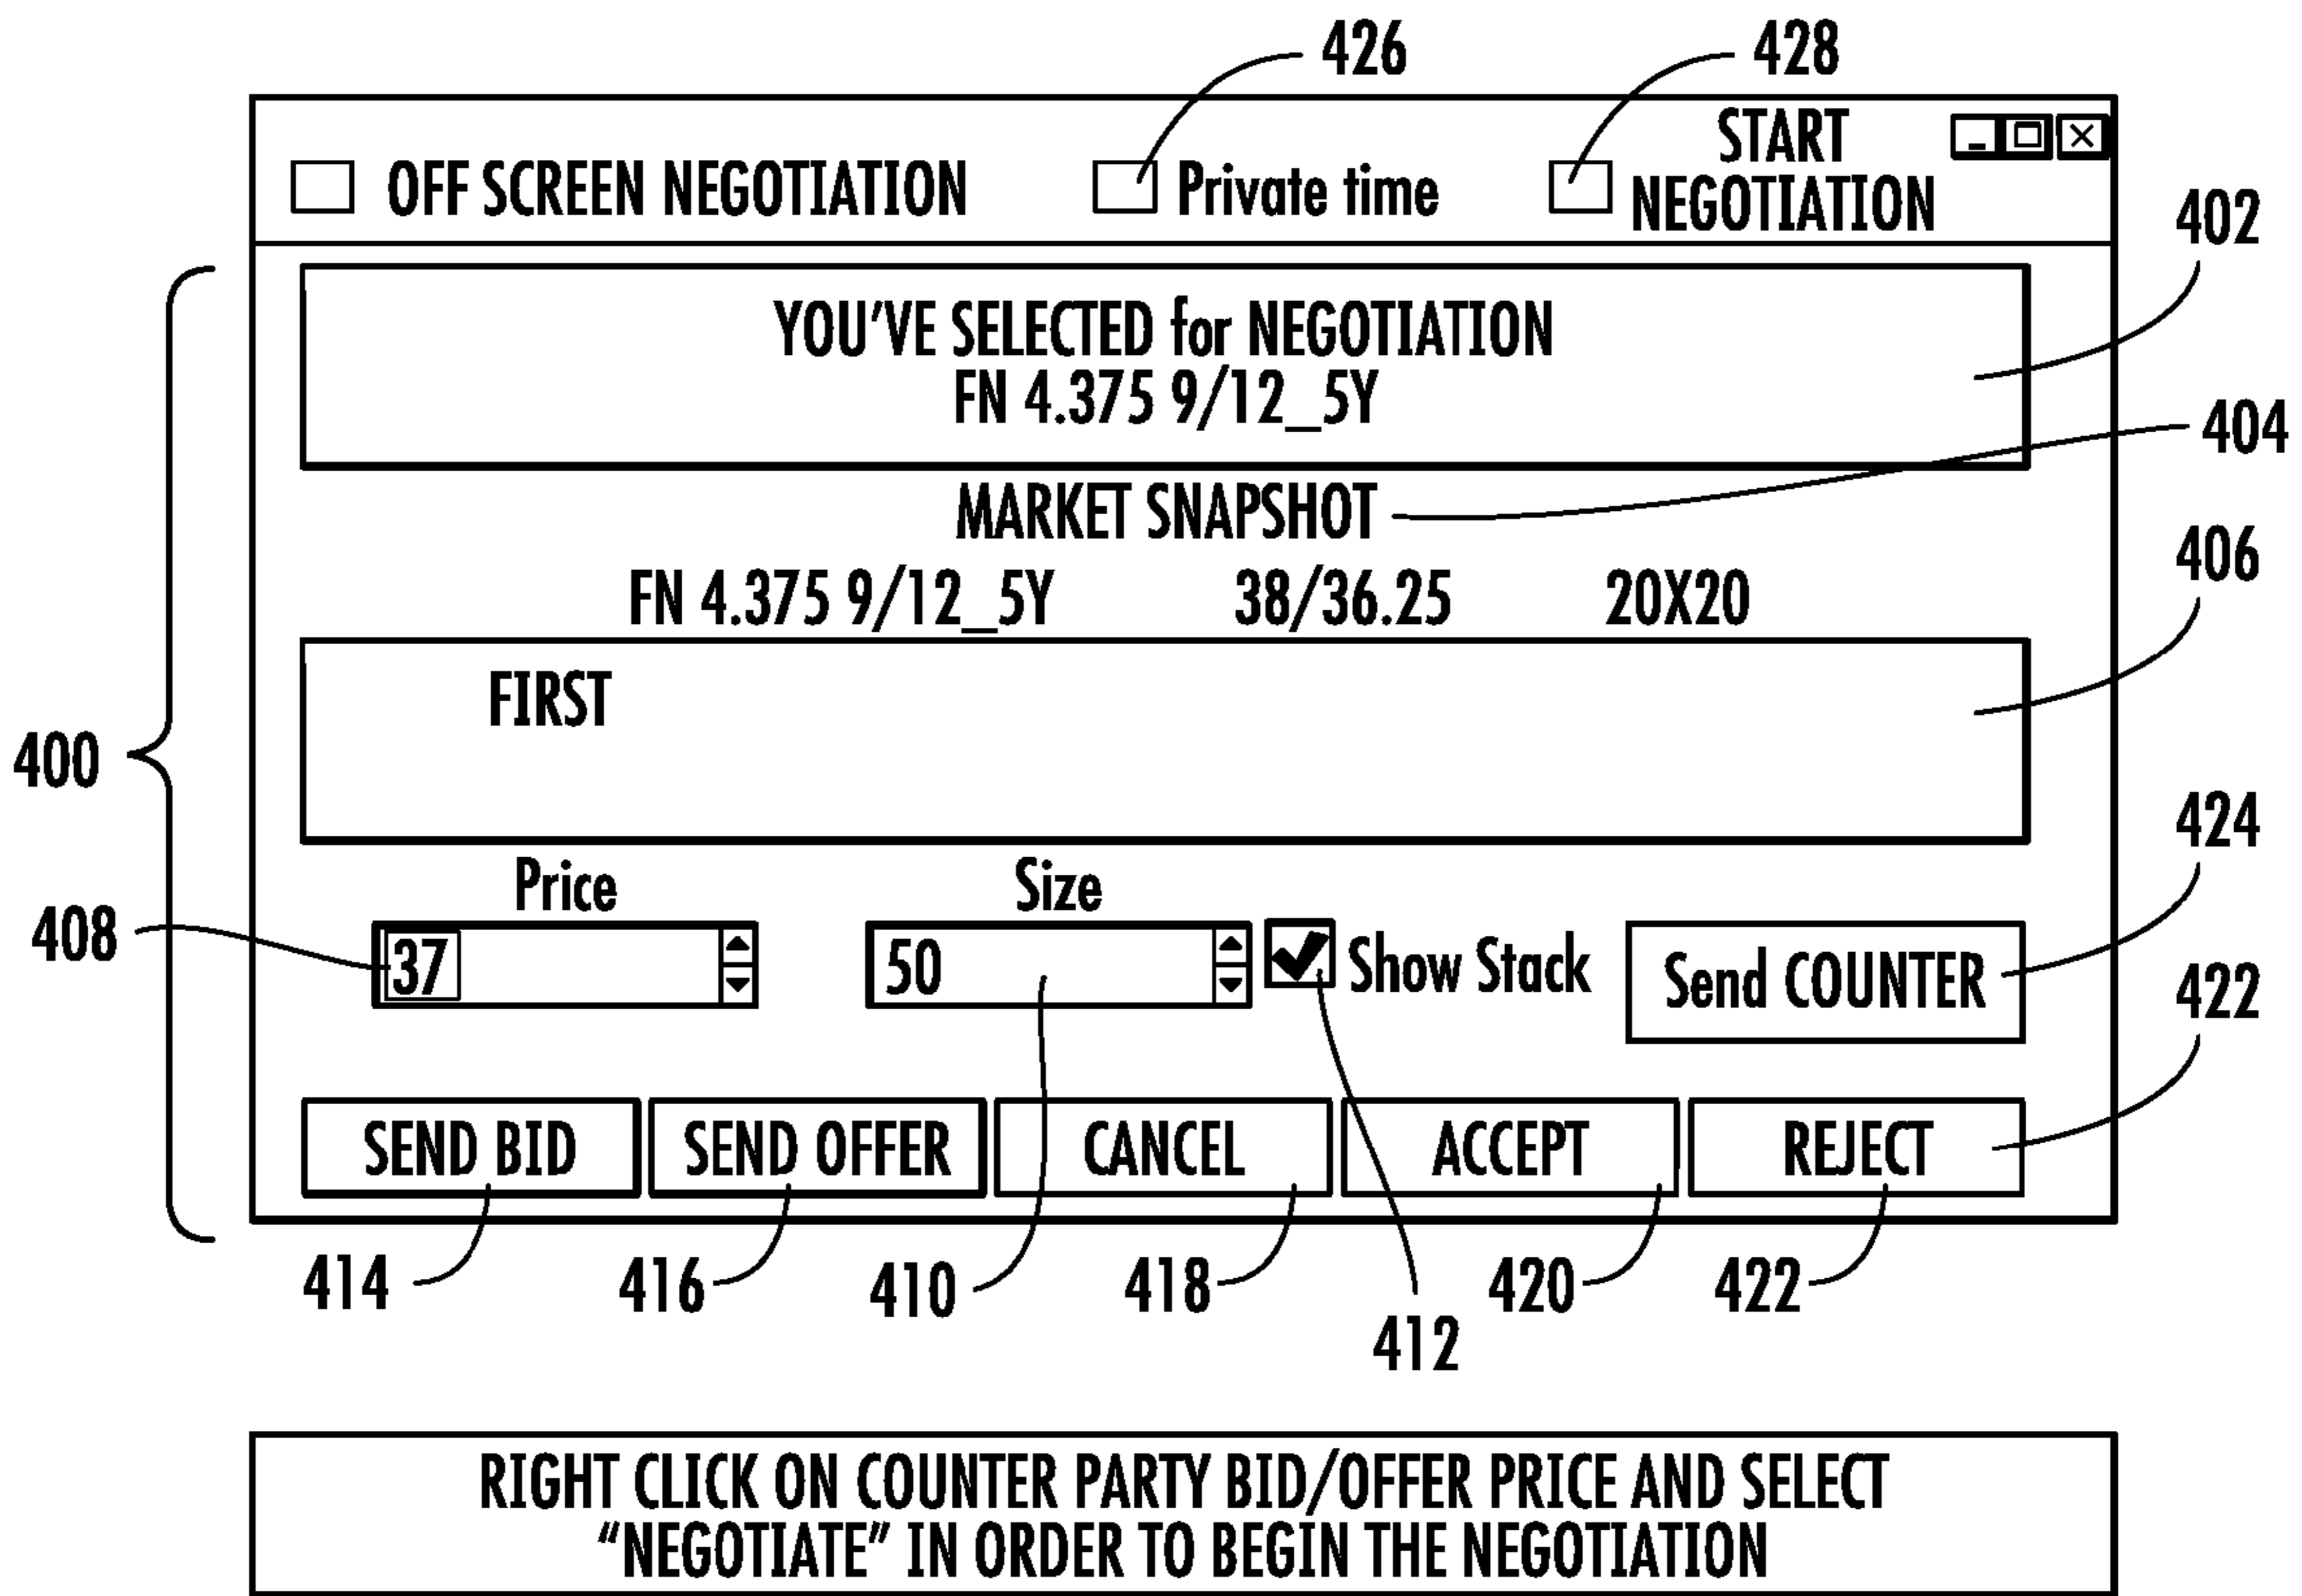 426
428
START
OFF SCREEN NEGOTIATION
Private time
NEGOTIATION
402
YOU'VE SELECTED for NEGOTIATION
FN 4.375 9/12_5Y
404
MARKET SNAPSHOT
406
FN 4.375 9/12_5Y 38/36.25 20X20
FIRST
400
424
Price Size
408
37
50
Show Stack
Send COUNTER
422
SEND BID SEND OFFER CANCEL ACCEPT REJECT
414 416 410 418 420 422
412
RIGHT CLICK ON COUNTER PARTY BID/OFFER PRICE AND SELECT
“NEGOTIATE” IN ORDER TO BEGIN THE NEGOTIATION